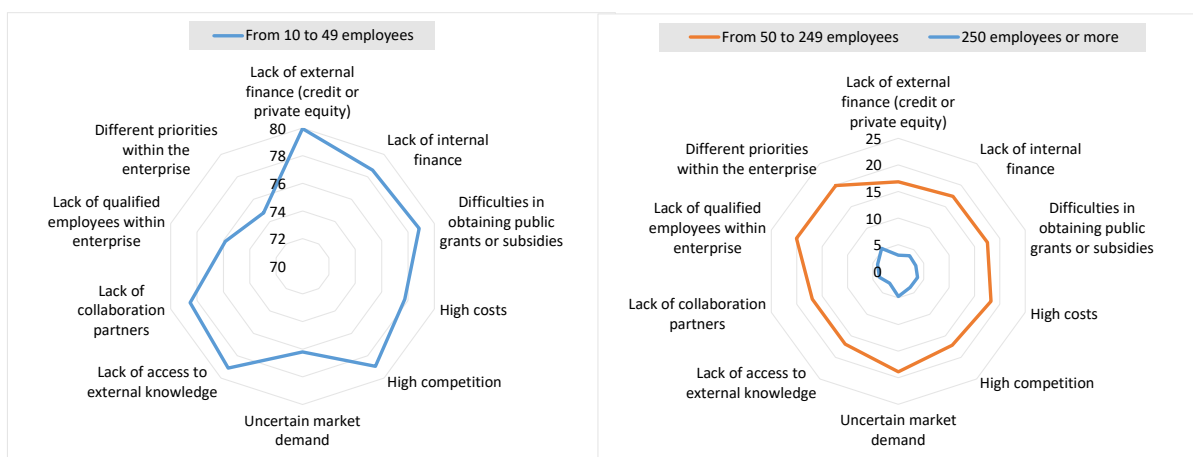 From 10 to 49 employees
Lack of external
finance (credit or
private equity)
Lack of internal
finance
Difficulties in
obtaining public
grants or subsidies
High costs
High competition
Uncertain market
demand
Lack of access to
external knowledge
Lack of
collaboration
partners
Lack of qualified
employees within
enterprise
Different priorities
within the
enterprise
80
78
76
74
72
70
From 50 to 249 employees
250 employees or more
Lack of external
finance (credit or
private equity)
Lack of internal
finance
Difficulties in
obtaining public
grants or subsidies
High costs
High competition
Uncertain market
demand
Lack of access to
external knowledge
Lack of collaboration
partners
Lack of qualified
employees within
enterprise
Different priorities
within the enterprise
25
20
15
10
5
0